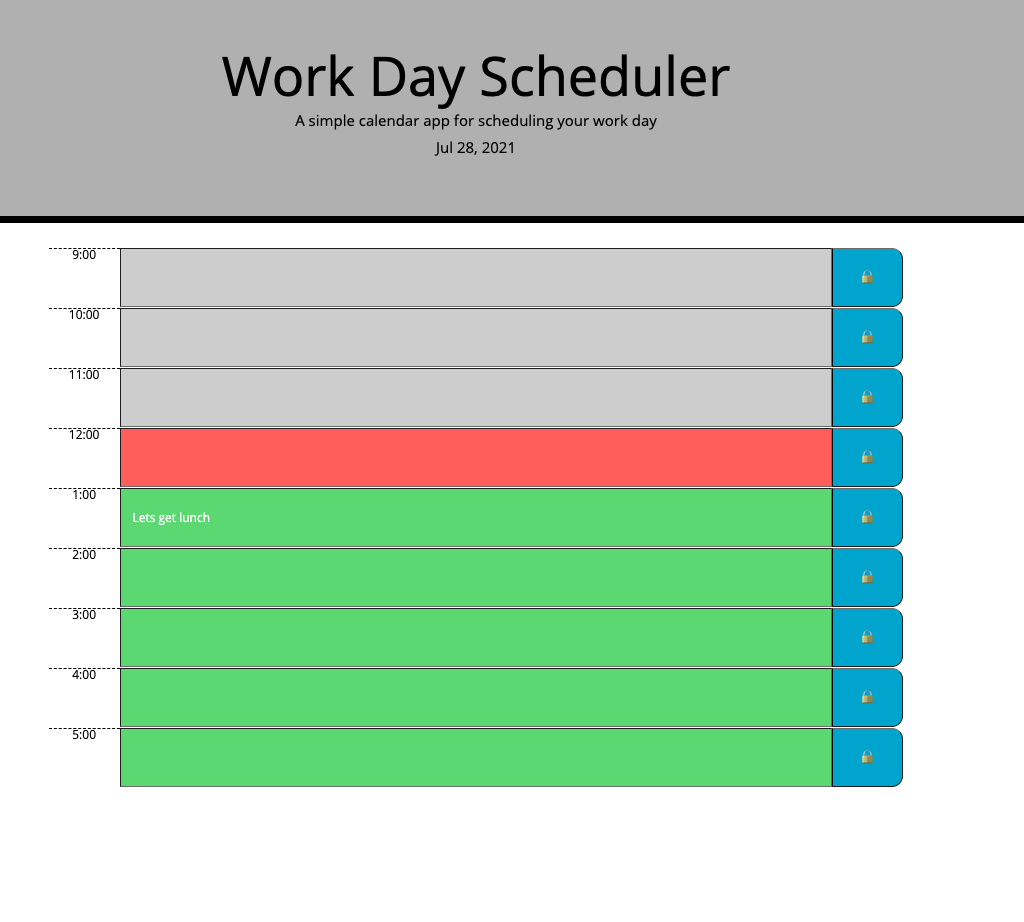 Work Day Scheduler
A simple calendar app for scheduling your work day
Jul 28, 2021
9:00
10:00
11:00
12:00
1:00
Lets get lunch
2:00
3:00
4:00
5:00